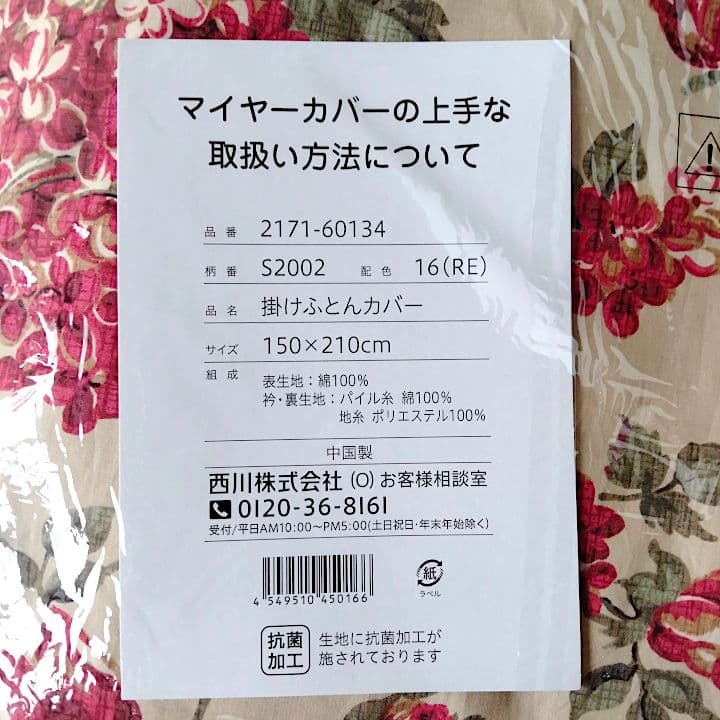 マイヤーカバーの上手な
取扱い方法について
品番 2171-60134
柄番 S2002 配色 16(RE)
品名 掛けふとんカバー
サイズ 150×210cm
組成 表生地：綿100%
衿・裏生地：パイル糸 綿100%
地糸 ポリエステル100%
中国製
西川株式会社 (O) お客様相談室
0120-36-8161
受付/平日AM10:00～PM5:00(土日祝日・年末年始除く)
4 549510 450166
紙
ラベル
抗菌
加工
生地に抗菌加工が
施されております